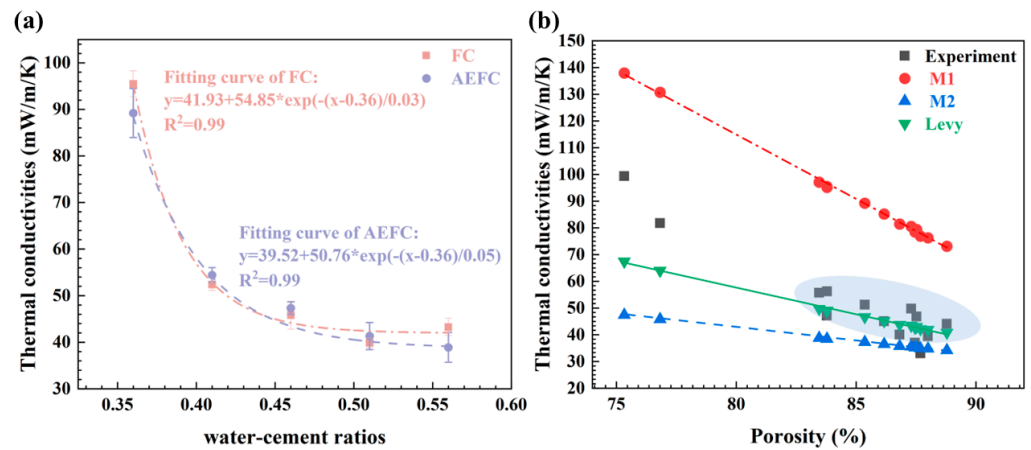 (a)
FC
AEFC
Fitting curve of FC:
y=41.93+54.85*exp(-(x-0.36)/0.03)
R²=0.99
Fitting curve of AEFC:
y=39.52+50.76*exp(-(x-0.36)/0.05)
R²=0.99
Thermal conductivities (mW/m/K)
100
90
80
70
60
50
40
30
0.35
0.40
0.45
0.50
0.55
0.60
water-cement ratios
(b)
Experiment
M1
M2
Levy
Thermal conductivities (mW/m/K)
150
140
130
120
110
100
90
80
70
60
50
40
30
20
75
80
85
90
Porosity (%)